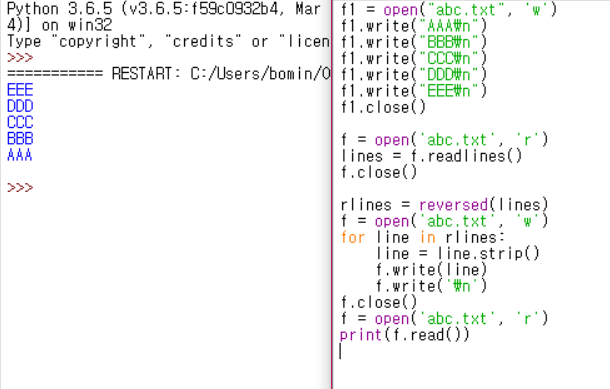 Python 3.6.5 (v3.6.5:f59c0932b4, Mar
4)] on win32
Type "copyright", "credits" or "licen
>>>
=========== RESTART: C:/Users/bomin/O
EEE
DDD
CCC
BBB
AAA
>>>
f1 = open("abc.txt", 'w')
f1.write("AAA₩n")
f1.write("BBB₩n")
f1.write("CCC₩n")
f1.write("DDD₩n")
f1.write("EEE₩n")
f1.close()
f = open('abc.txt', 'r')
lines = f.readlines()
f.close()
rlines = reversed(lines)
f = open('abc.txt', 'w')
for line in rlines:
    line = line.strip()
    f.write(line)
    f.write('₩n')
f.close()
f = open('abc.txt', 'r')
print(f.read())